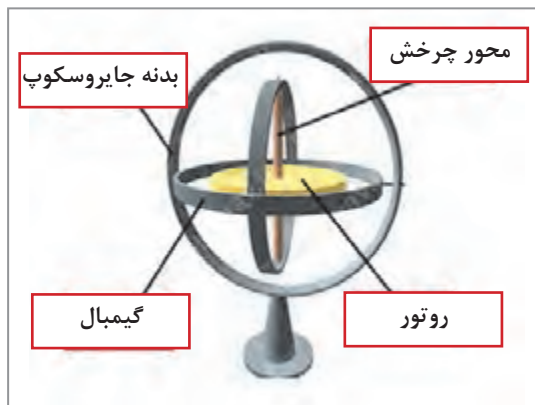 محور چرخش
بدنه جایروسکوپ
گیمبال
روتور